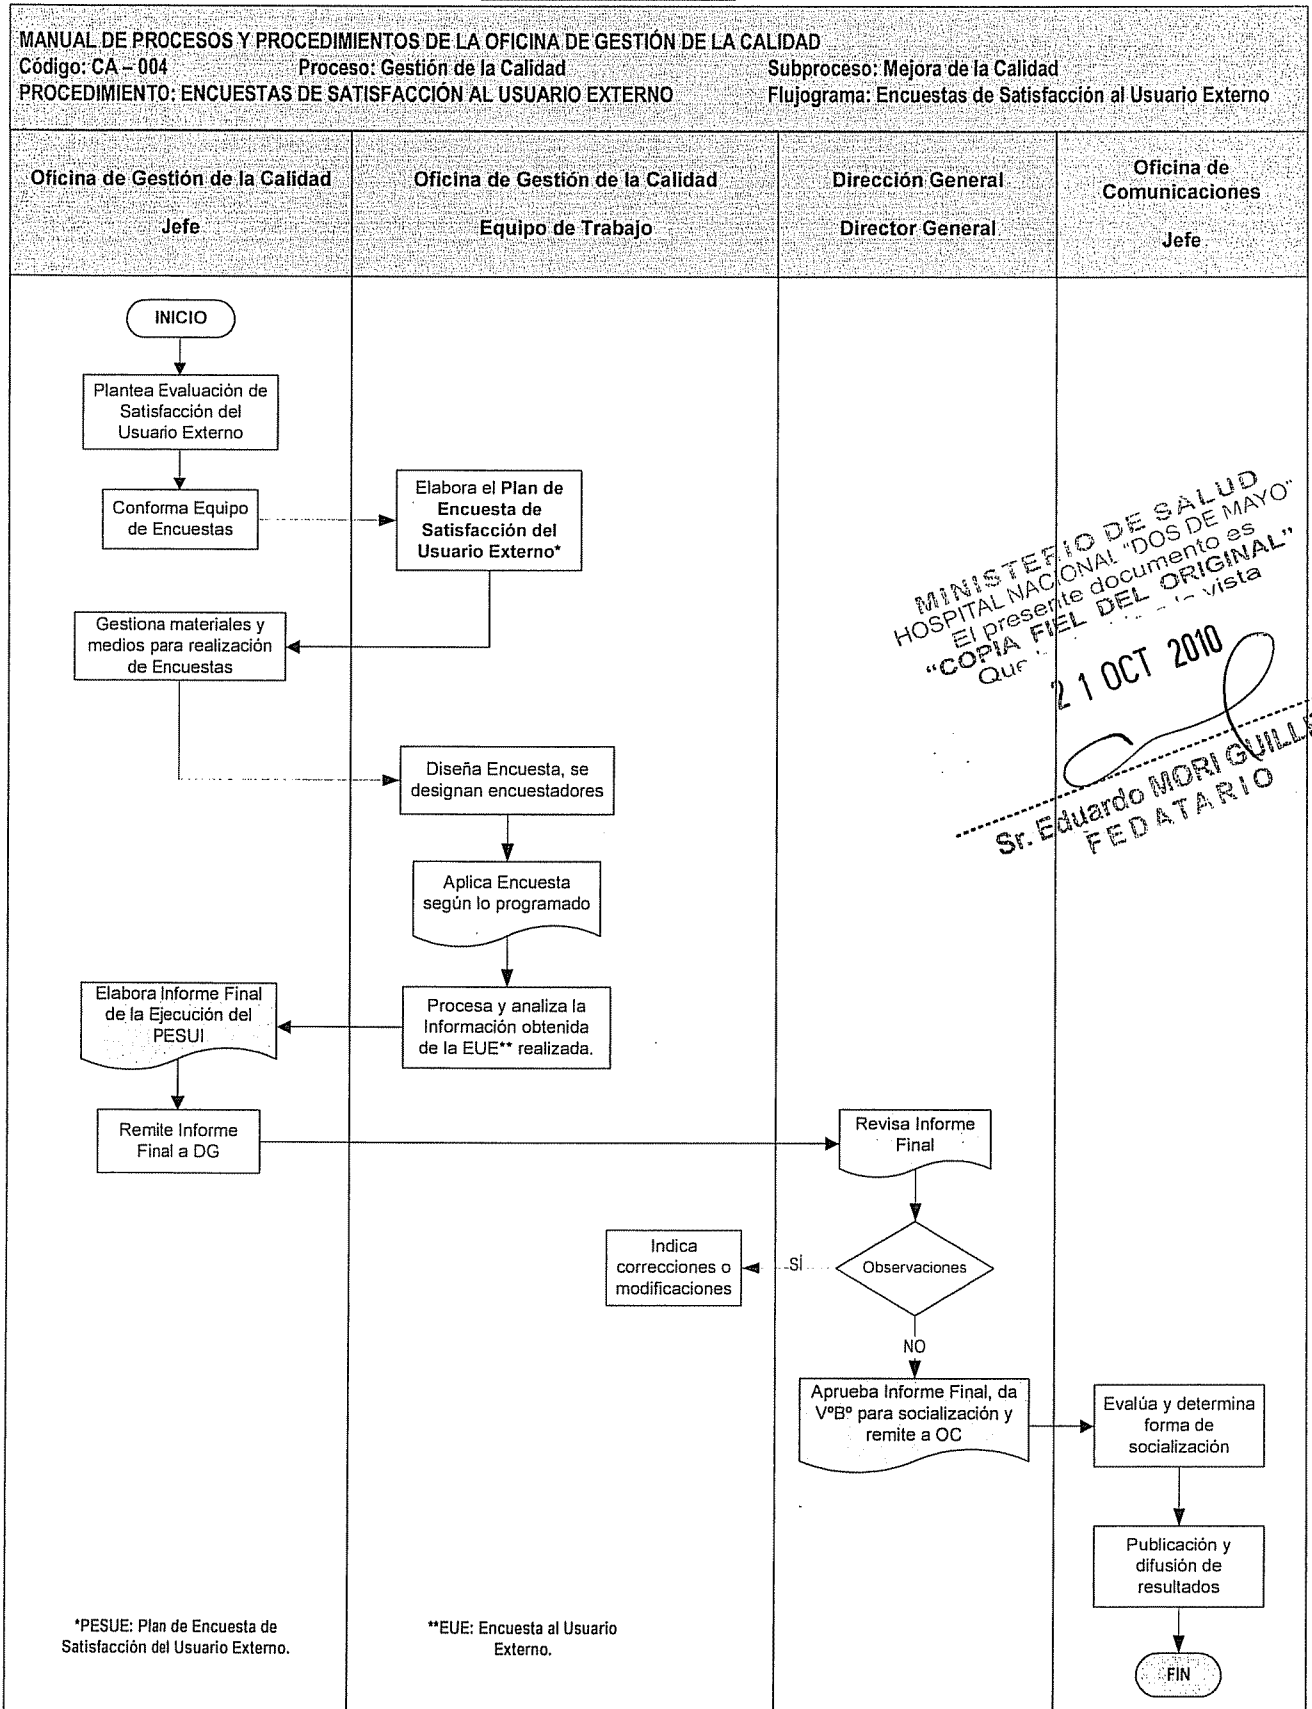 MANUAL DE PROCESOS Y PROCEDIMIENTOS DE LA OFICINA DE GESTIÓN DE LA CALIDAD
Código: CA – 004 Proceso: Gestión de la Calidad Subproceso: Mejora de la Calidad
PROCEDIMIENTO: ENCUESTAS DE SATISFACCIÓN AL USUARIO EXTERNO Flujograma: Encuestas de Satisfacción al Usuario Externo
Oficina de Gestión de la Calidad
Jefe
Oficina de Gestión de la Calidad
Equipo de Trabajo
Dirección General
Director General
Oficina de
Comunicaciones
Jefe
INICIO
Plantea Evaluación de
Satisfacción del
Usuario Externo
Conforma Equipo
de Encuestas
Elabora el Plan de
Encuesta de
Satisfacción del
Usuario Externo*
Gestiona materiales y
medios para realización
de Encuestas
MINISTERIO DE SALUD
HOSPITAL NACIONAL "DOS DE MAYO"
El presente documento es
"COPIA FIEL DEL ORIGINAL"
Que vista
21 OCT 2010
Sr. Eduardo MORI
FEDATARIO
Diseña Encuesta, se
designan encuestadores
Aplica Encuesta
según lo programado
Procesa y analiza la
Información obtenida
de la EUE** realizada.
Elabora Informe Final
de la Ejecución del
PESUI
Remite Informe
Final a DG
Revisa Informe
Final
Observaciones
SÍ
Indica
correcciones o
modificaciones
NO
Aprueba Informe Final, da
VºBº para socialización y
remite a OC
Evalúa y determina
forma de
socialización
Publicación y
difusión de
resultados
FIN
*PESUE: Plan de Encuesta de
Satisfacción del Usuario Externo.
**EUE: Encuesta al Usuario
Externo.